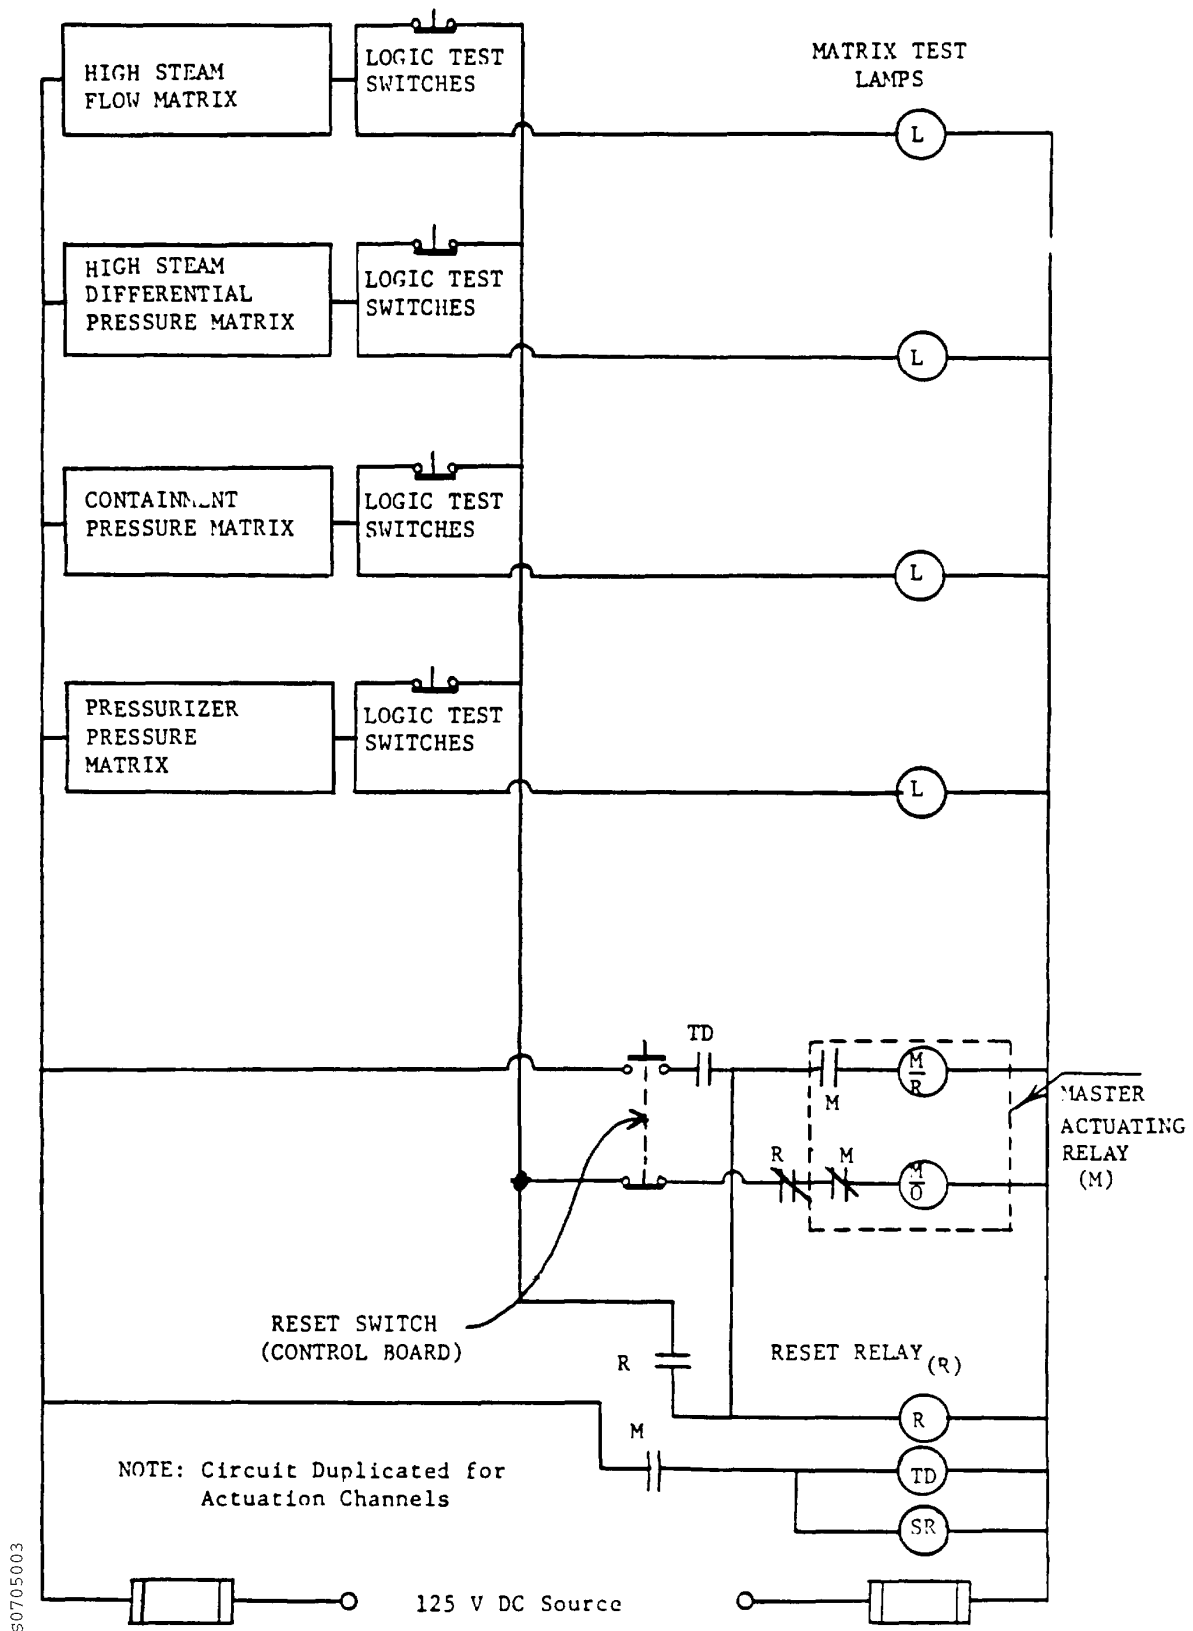 HIGH STEAM
FLOW MATRIX
LOGIC TEST
SWITCHES
MATRIX TEST
LAMPS
L
HIGH STEAM
DIFFERENTIAL
PRESSURE MATRIX
LOGIC TEST
SWITCHES
L
PRESSURE MATRIX
LOGIC TEST
SWITCHES
L
PRESSURIZER
PRESSURE
MATRIX
LOGIC TEST
SWITCHES
L
TD
M
M
R
MASTER
ACTUATING
RELAY
(M)
R
M
M
O
RESET SWITCH
(CONTROL BOARD)
R
RESET RELAY (R)
R
M
TD
SR
NOTE: Circuit Duplicated for
Actuation Channels
125 V DC Source
S0705003